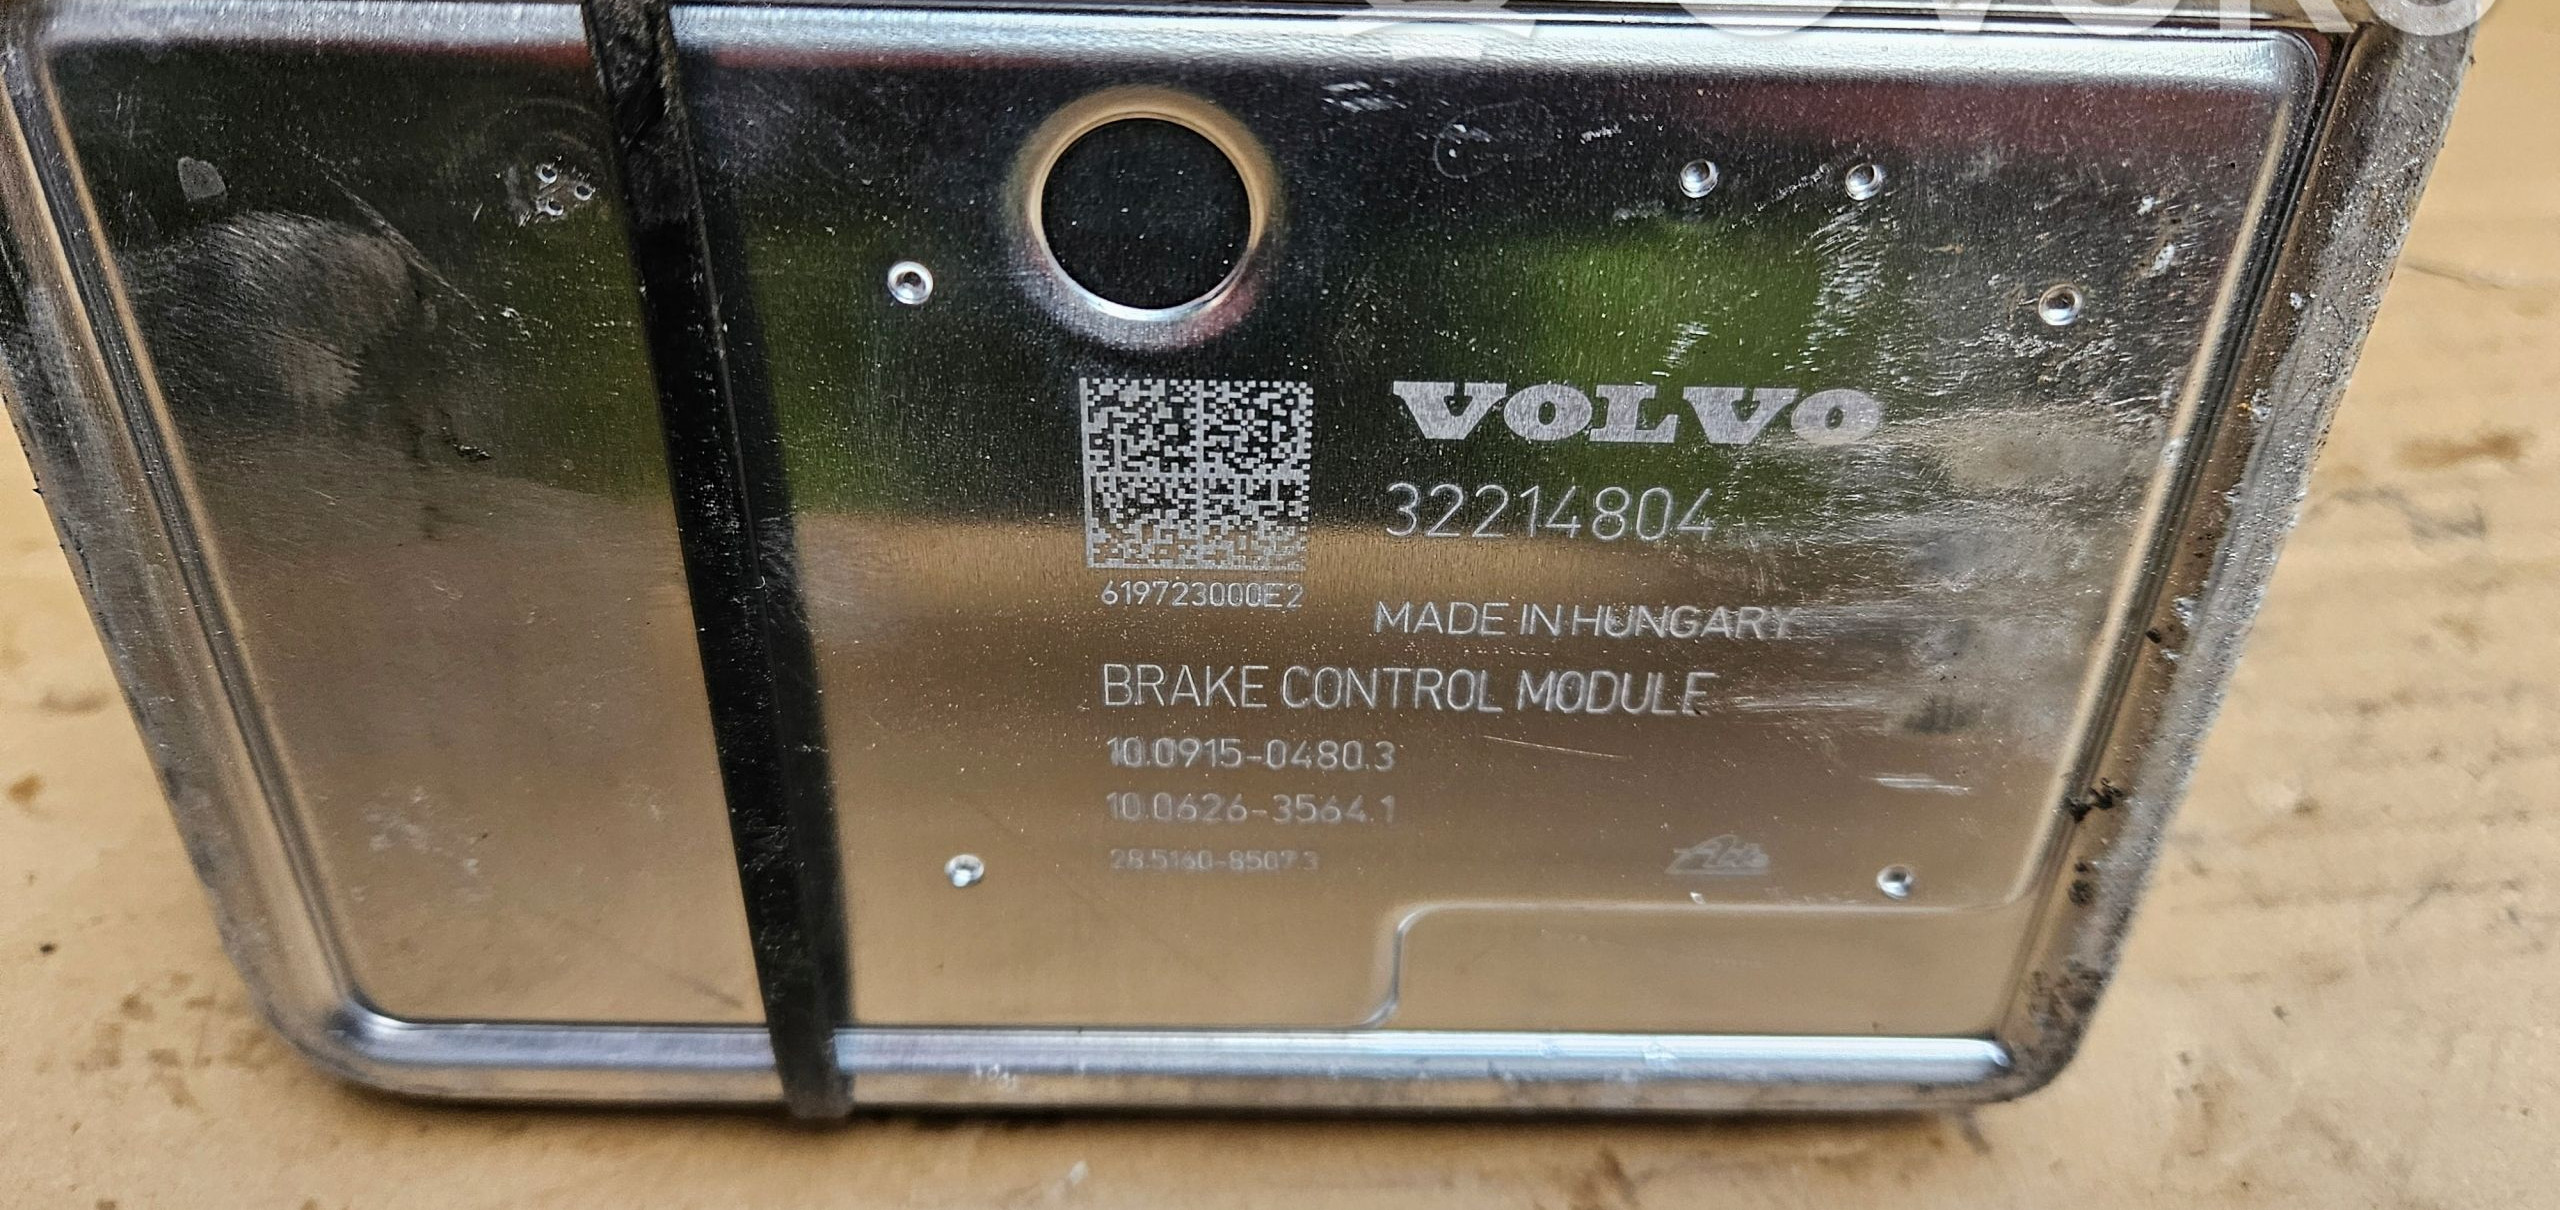 VOLVO
32214804
619723000E2
MADE IN HUNGARY
BRAKE CONTROL MODULE
10.0915-0480.3
10.0626-3564.1
28.5160-8507.3
Ate